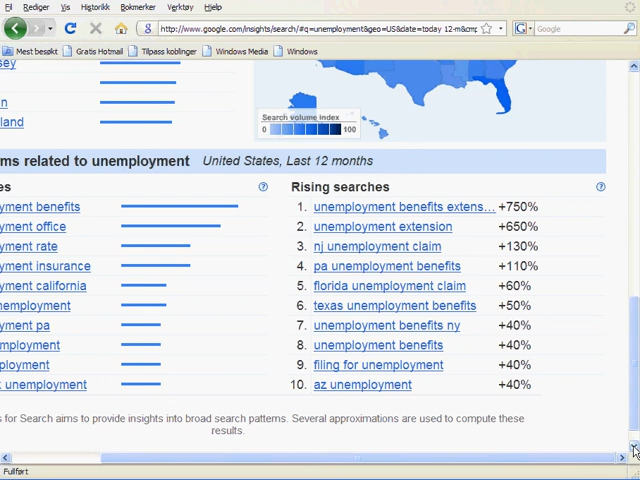 Fil Rediger Vis Historikk Bokmerker Verktøy Hjelp
http://www.google.com/insights/search/#q=unemployment&geo=US&date=today 12-m&cmp
Google
Mest besøkt Gratis Hotmail Tilpass koblinger Windows Media Windows
sey
n
land
Search volume index
0 100
ms related to unemployment United States, Last 12 months
es
Rising searches
yment benefits
1. unemployment benefits extens... +750%
yment office
2. unemployment extension +650%
yment rate
3. nj unemployment claim +130%
yment insurance
4. pa unemployment benefits +110%
yment california
5. florida unemployment claim +60%
nemployment
6. texas unemployment benefits +50%
yment pa
7. unemployment benefits ny +40%
mployment
8. unemployment benefits +40%
ployment
9. filing for unemployment +40%
k unemployment
10. az unemployment +40%
s for Search aims to provide insights into broad search patterns. Several approximations are used to compute these
results.
Fullført